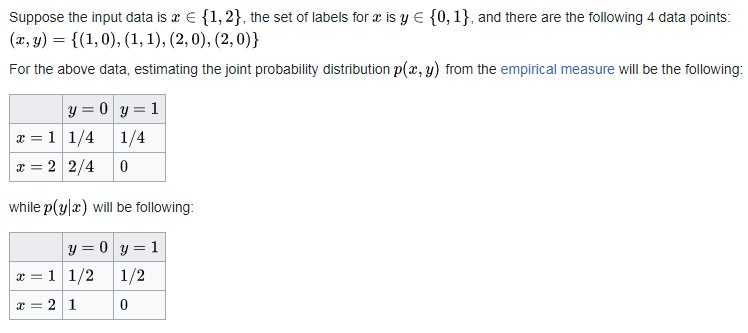 Suppose the input data is x ∈ {1, 2}, the set of labels for x is y ∈ {0, 1}, and there are the following 4 data points:
(x, y) = {(1, 0), (1, 1), (2, 0), (2, 0)}
For the above data, estimating the joint probability distribution p(x, y) from the empirical measure will be the following:
y = 0 y = 1
x = 1 1/4 1/4
x = 2 2/4 0
while p(y|x) will be following:
y = 0 y = 1
x = 1 1/2 1/2
x = 2 1 0